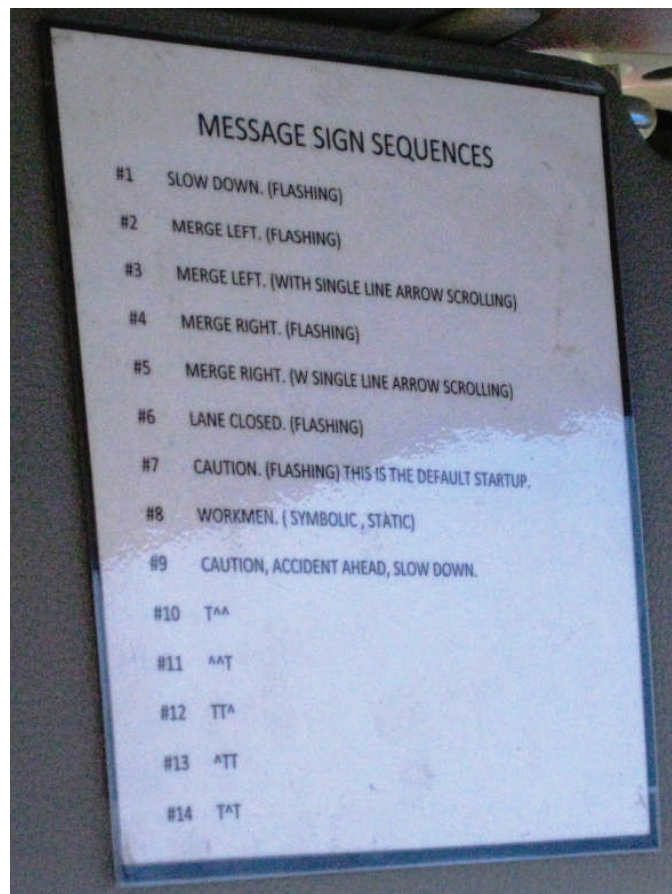 MESSAGE SIGN SEQUENCES
#1 SLOW DOWN. (FLASHING)
#2 MERGE LEFT. (FLASHING)
#3 MERGE LEFT. (WITH SINGLE LINE ARROW SCROLLING)
#4 MERGE RIGHT. (FLASHING)
#5 MERGE RIGHT. (W SINGLE LINE ARROW SCROLLING)
#6 LANE CLOSED. (FLASHING)
#7 CAUTION. (FLASHING) THIS IS THE DEFAULT STARTUP.
#8 WORKMEN. ( SYMBOLIC , STATIC)
#9 CAUTION, ACCIDENT AHEAD, SLOW DOWN.
#10 T^^
#11 ^^T
#12 TT^
#13 ^TT
#14 T^T